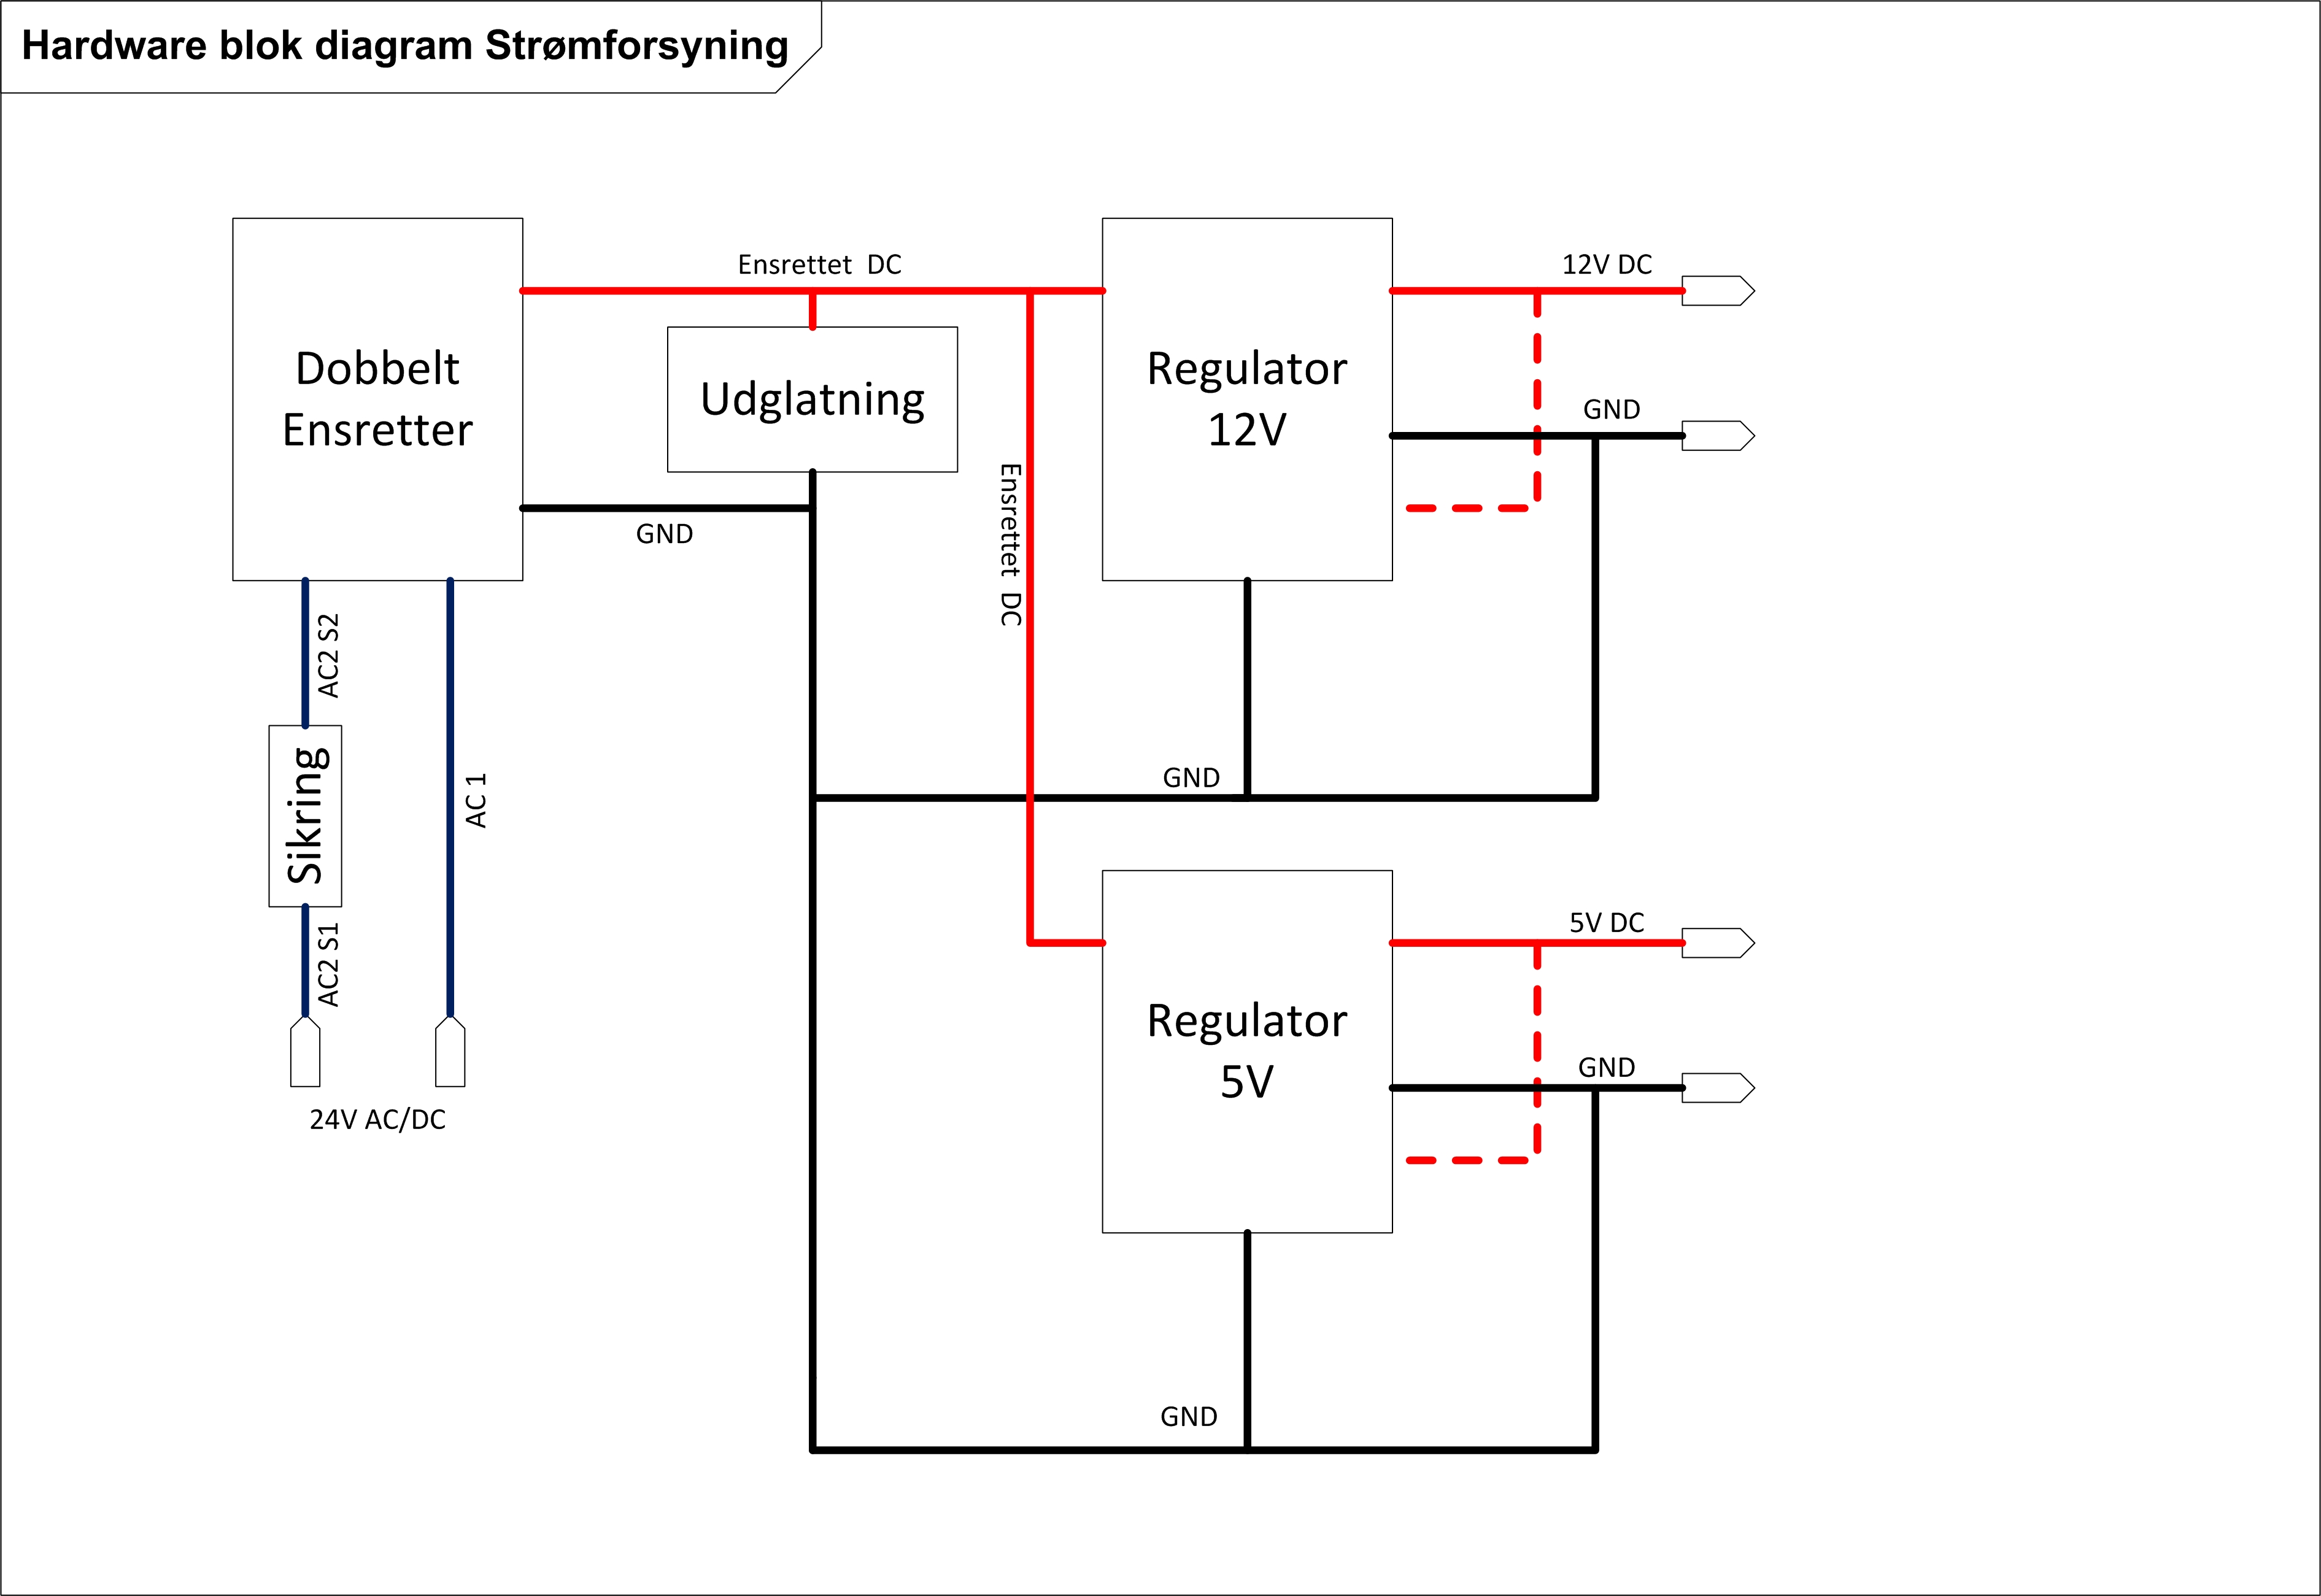 Hardware blok diagram Strømforsyning
Ensrettet DC
12V DC
Dobbelt
Ensretter
Udglatning
Regulator
12V
GND
GND
Ensrettet DC
AC2 S2
AC 1
Sikring
GND
AC2 S1
5V DC
Regulator
5V
GND
24V AC/DC
GND